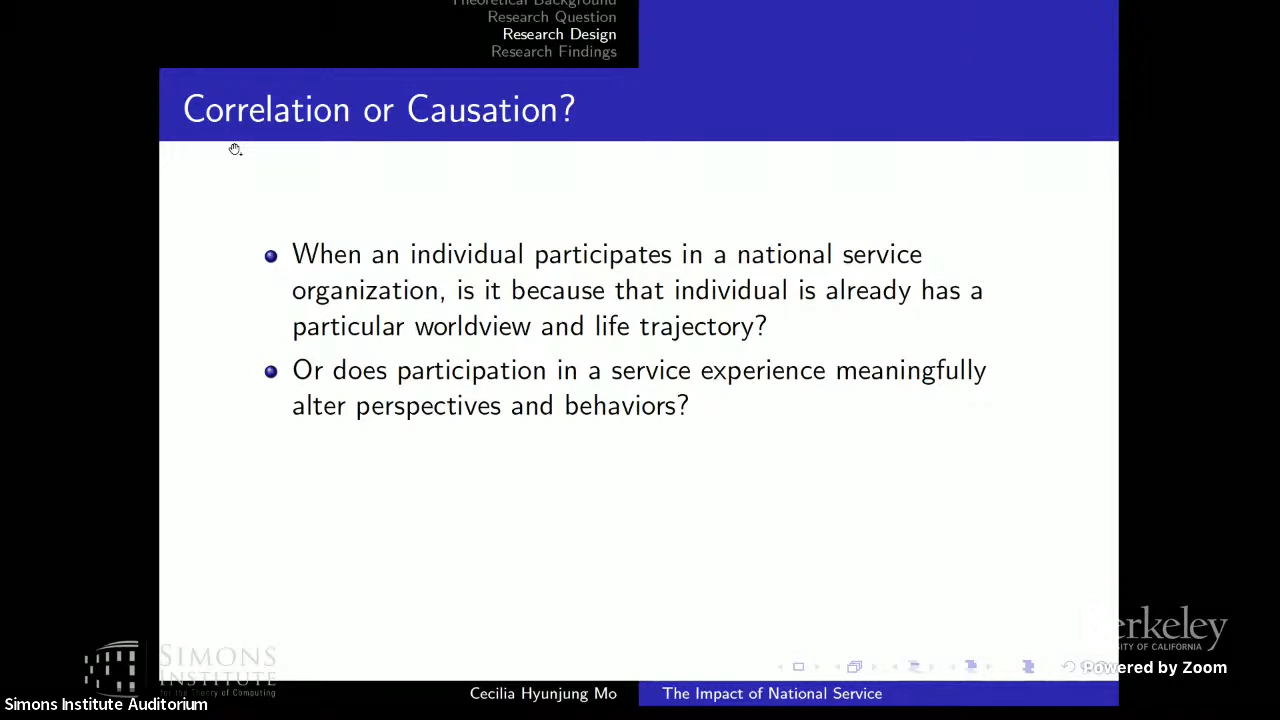 Theoretical Background
Research Question
Research Design
Research Findings
Correlation or Causation?
When an individual participates in a national service
organization, is it because that individual is already has a
particular worldview and life trajectory?
Or does participation in a service experience meaningfully
alter perspectives and behaviors?
SIMONS
INSTITUTE
for the Theory of Computing
Berkeley
UNIVERSITY OF CALIFORNIA
Powered by Zoom
Cecilia Hyunjung Mo
The Impact of National Service
Simons Institute Auditorium